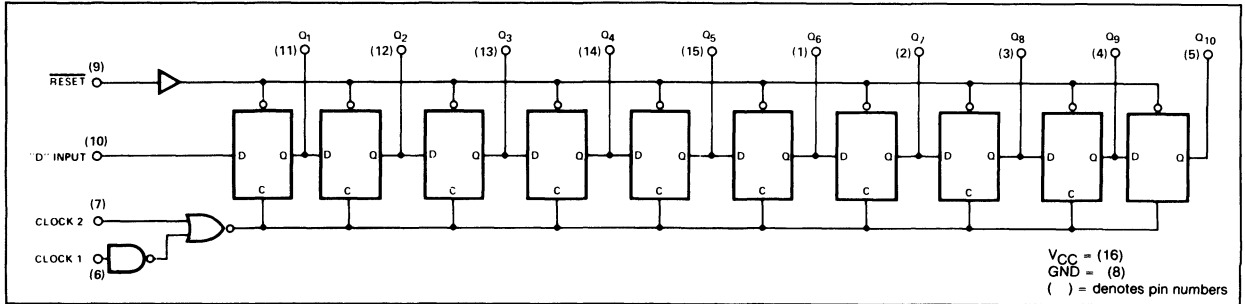 Q1 Q2 Q3 Q4 Q5 Q6 Q7 Q8 Q9 Q10
(11) (12) (13) (14) (15) (1) (2) (3) (4) (5)
(9)
RESET
(10)
"D" INPUT
D Q D Q D Q D Q D Q D Q D Q D Q D Q Q
C C C C C C C C C
(7)
CLOCK 2
CLOCK 1
(6)
VCC = (16)
GND = (8)
( ) = denotes pin numbers